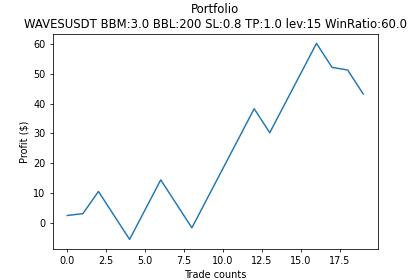 Portfolio
WAVESUSDT BBM:3.0 BBL:200 SL:0.8 TP:1.0 lev:15 WinRatio:60.0
60
50
40
30
20
10
0
Profit ($)
0.0 2.5 5.0 7.5 10.0 12.5 15.0 17.5
Trade counts